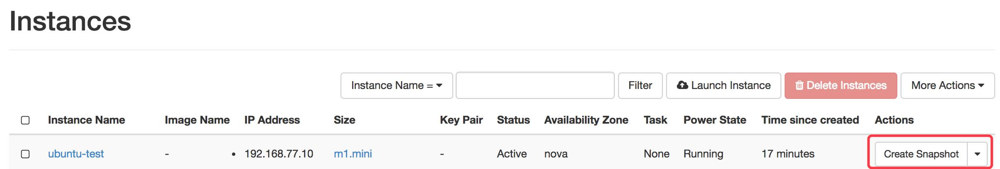 Instances
Instance Name = Filter Launch Instance Delete Instances More Actions
Instance Name Image Name IP Address Size Key Pair Status Availability Zone Task Power State Time since created Actions
ubuntu-test - • 192.168.77.10 m1.mini - Active nova None Running 17 minutes Create Snapshot